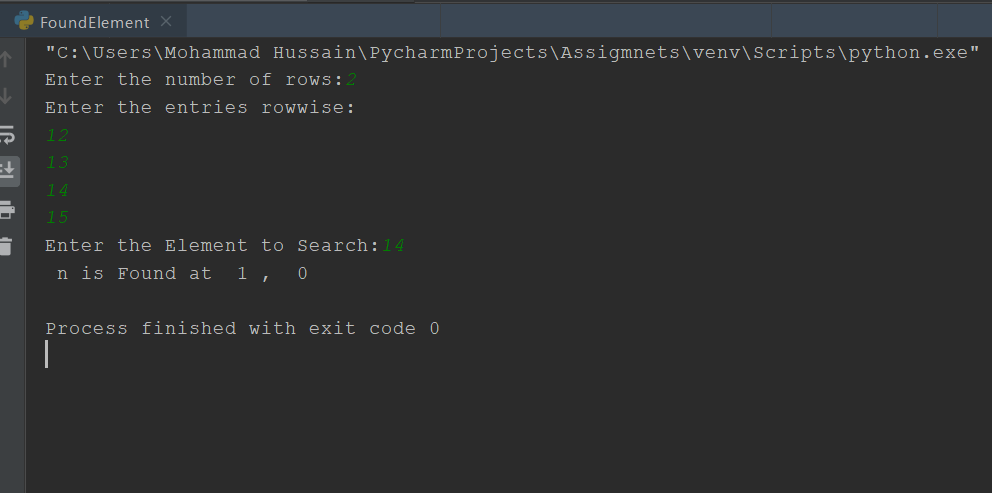 FoundElement
"C:\Users\Mohammad Hussain\PycharmProjects\Assigmnets\venv\Scripts\python.exe"
Enter the number of rows:2
Enter the entries rowwise:
12
13
14
15
Enter the Element to Search:14
n is Found at  1 ,  0
Process finished with exit code 0